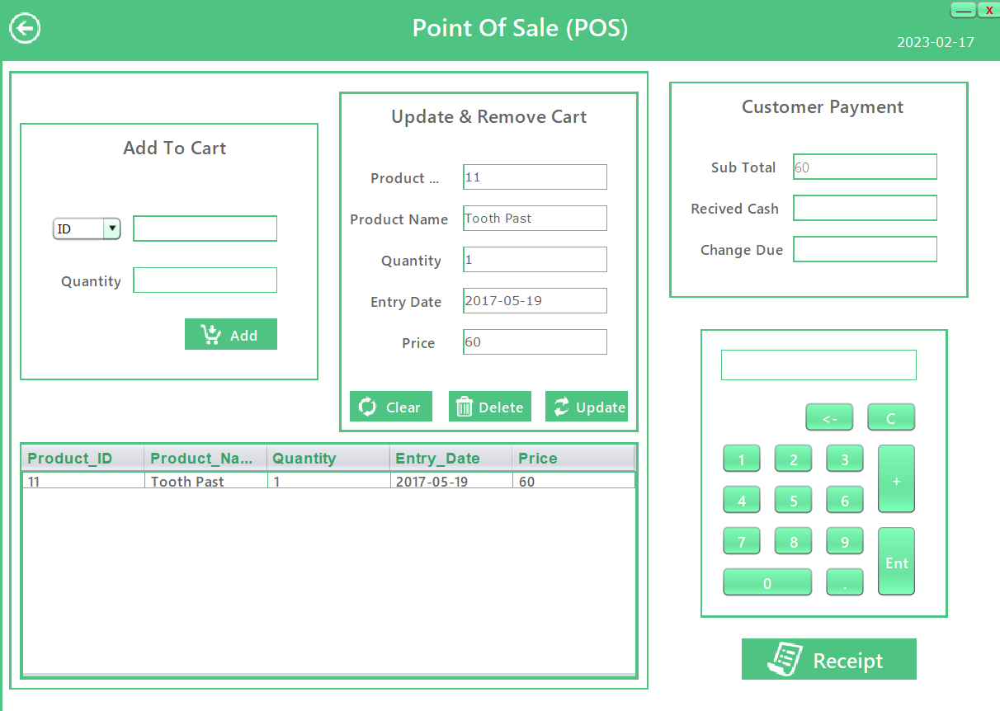 Point Of Sale (POS)
X
2023-02-17
Add To Cart
ID
Quantity
Add
Update & Remove Cart
Product ... 11
Product Name Tooth Past
Quantity 1
Entry Date 2017-05-19
Price 60
Clear Delete Update
Product_ID Product_Na... Quantity Entry_Date Price
11 Tooth Past 1 2017-05-19 60
Customer Payment
Sub Total 60
Recived Cash
Change Due
<- C
1 2 3 +
4 5 6
7 8 9 Ent
0 .
Receipt